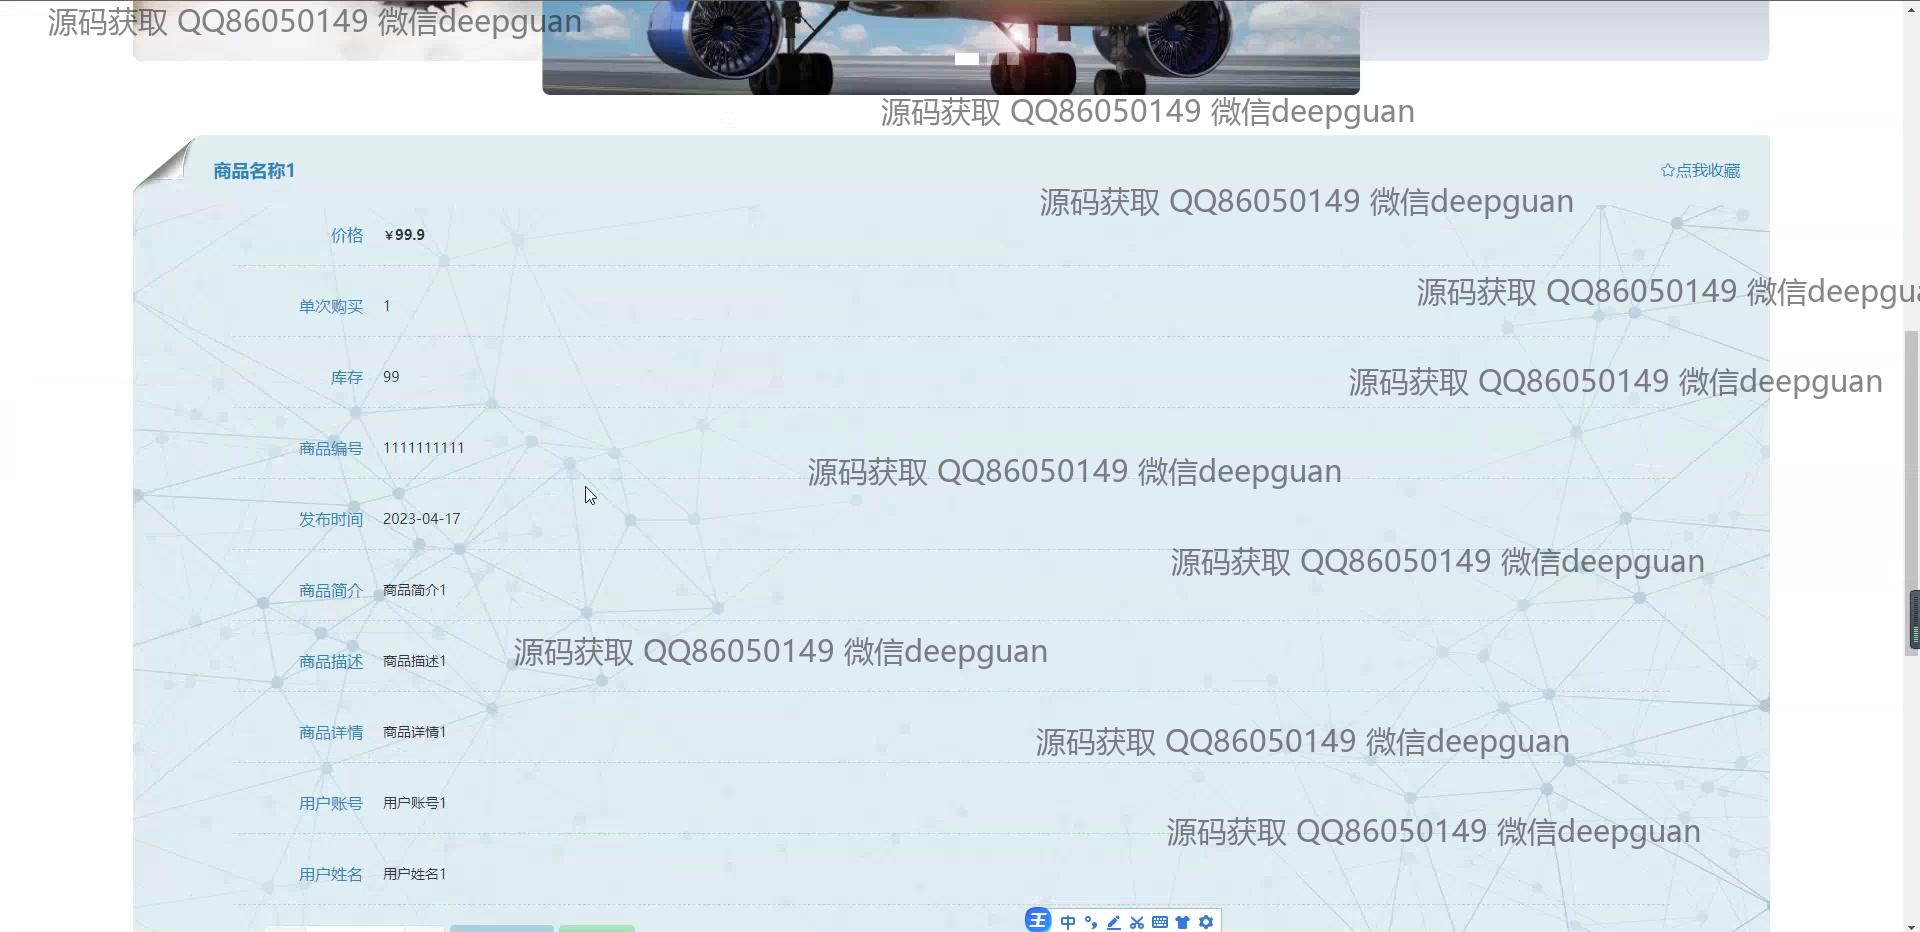 源码获取 QQ86050149 微信deepguan
源码获取 QQ86050149 微信deepguan
商品名称1
☆点我收藏
源码获取 QQ86050149 微信deepguan
价格 ¥99.9
源码获取 QQ86050149 微信deepgua
单次购买 1
库存 99
源码获取 QQ86050149 微信deepguan
商品编号 1111111111
源码获取 QQ86050149 微信deepguan
发布时间 2023-04-17
源码获取 QQ86050149 微信deepguan
商品简介 商品简介1
源码获取 QQ86050149 微信deepguan
商品描述 商品描述1
商品详情 商品详情1
源码获取 QQ86050149 微信deepguan
用户账号 用户账号1
源码获取 QQ86050149 微信deepguan
用户姓名 用户姓名1
王 中